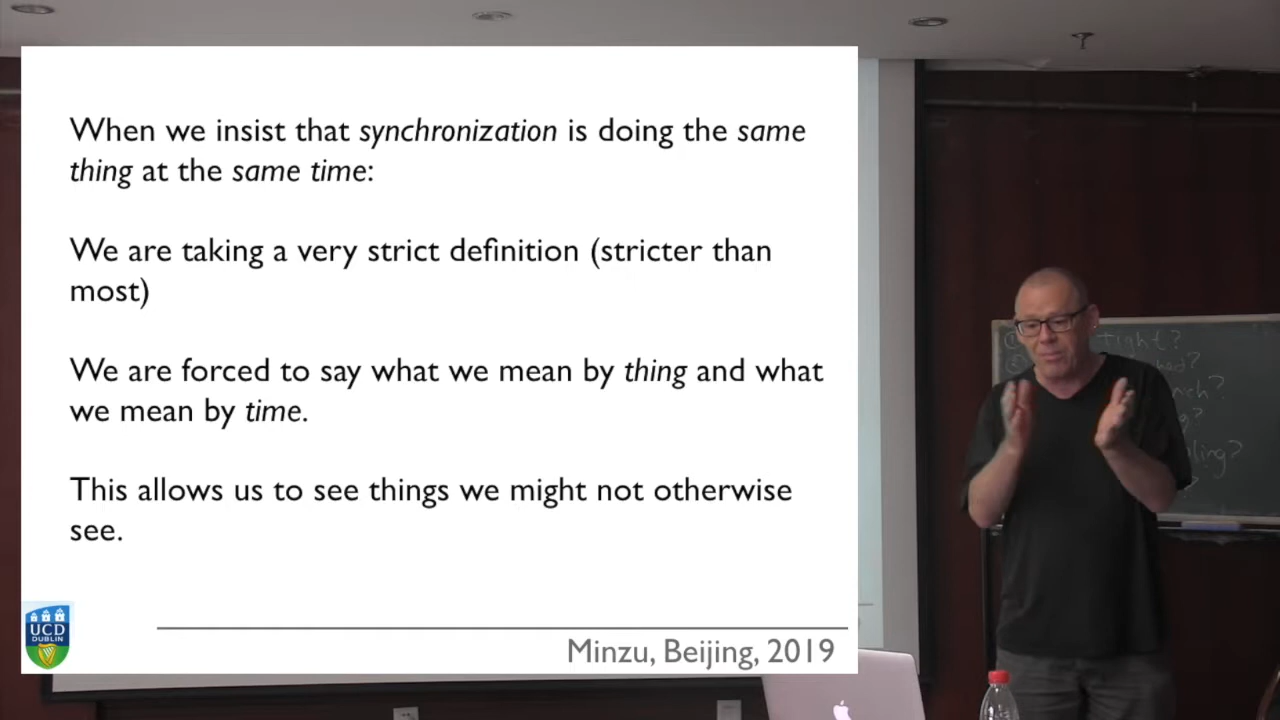 When we insist that synchronization is doing the same
thing at the same time:
We are taking a very strict definition (stricter than
most)
We are forced to say what we mean by thing and what
we mean by time.
This allows us to see things we might not otherwise
see.
UCD
DUBLIN
Minzu, Beijing, 2019
tight?